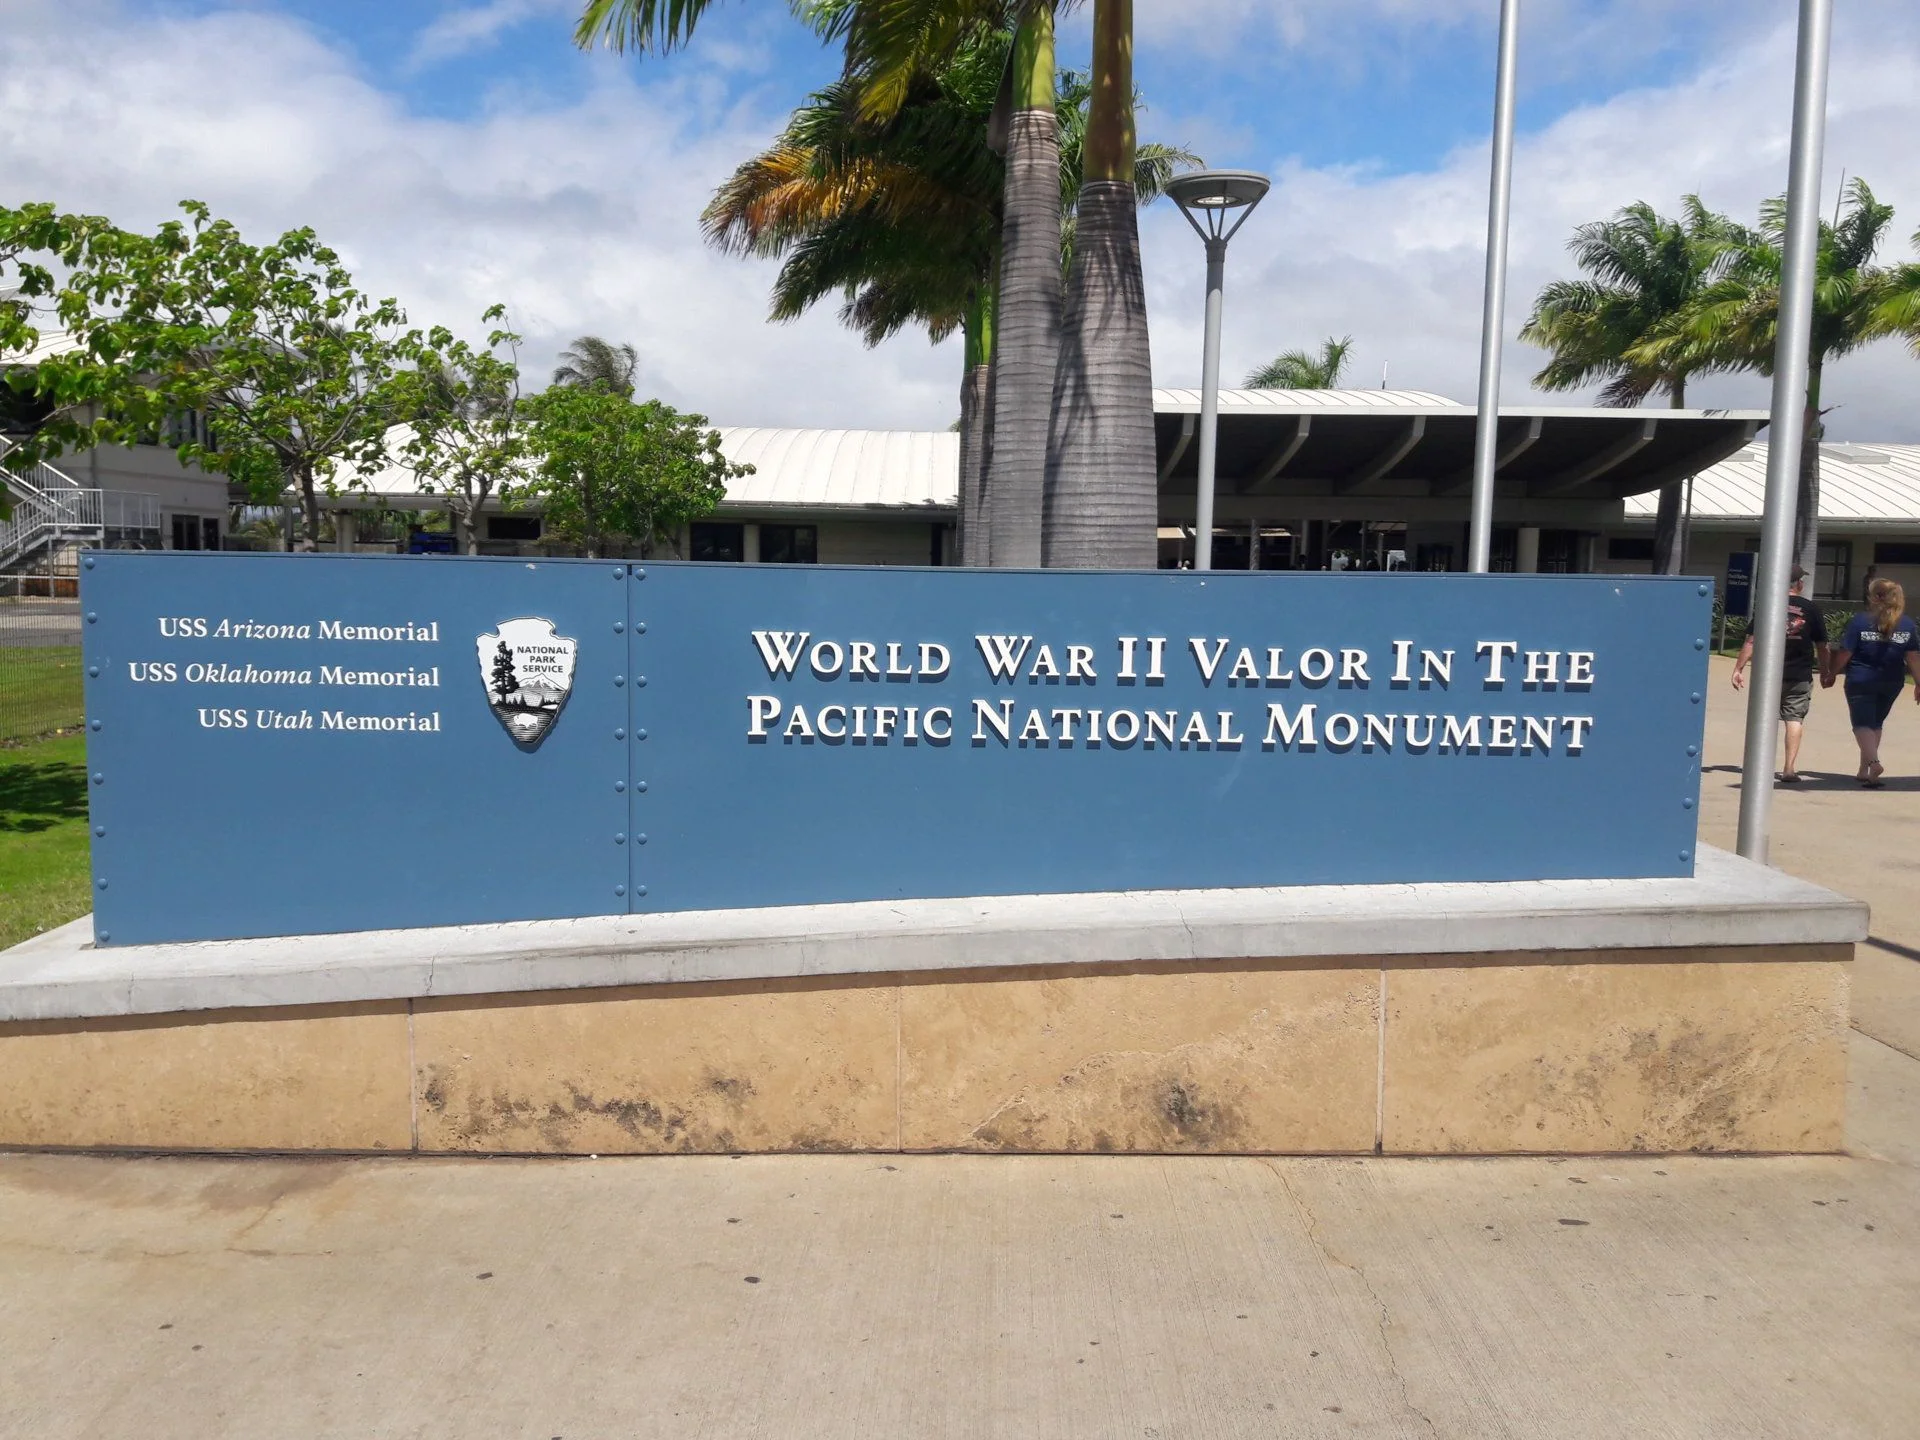 USS Arizona Memorial
USS Oklahoma Memorial
USS Utah Memorial
NATIONAL
PARK
SERVICE
WORLD WAR II VALOR IN THE
PACIFIC NATIONAL MONUMENT